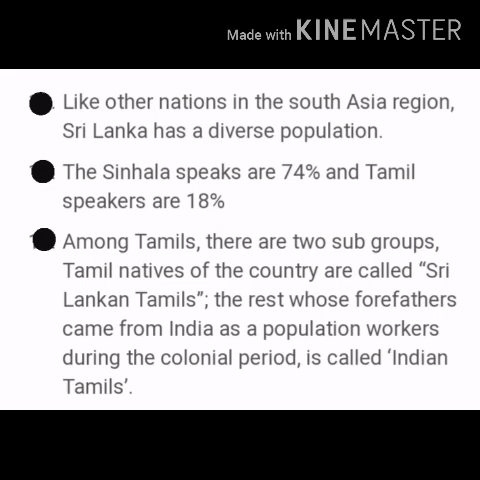 Made with KINEMASTER
Like other nations in the south Asia region,
Sri Lanka has a diverse population.
The Sinhala speaks are 74% and Tamil
speakers are 18%
Among Tamils, there are two sub groups,
Tamil natives of the country are called “Sri
Lankan Tamils”; the rest whose forefathers
came from India as a population workers
during the colonial period, is called ‘Indian
Tamils’.